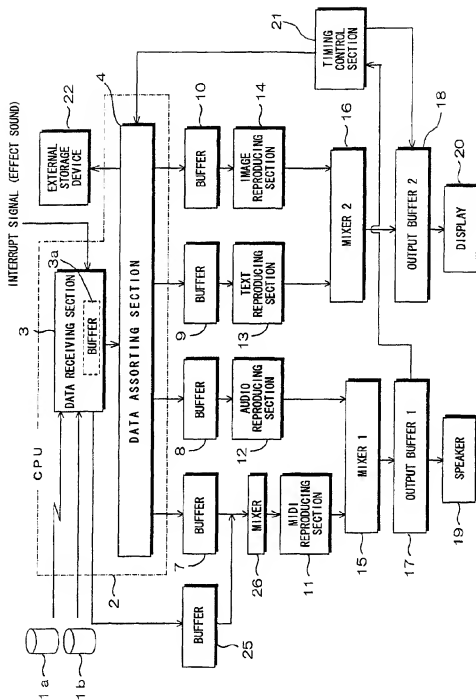 INTERRUPT SIGNAL (EFFECT SOUND)
CPU
3
3a
22
4
DATA RECEIVING SECTION
BUFFER
EXTERNAL
STORAGE
DEVICE
21
TIMING
CONTROL
SECTION
DATA ASSORTING SECTION
1a
1b
2
BUFFER
25
BUFFER
7
BUFFER
8
BUFFER
9
BUFFER
10
MIXER
26
MIDI
REPRODUCING
SECTION
11
AUDIO
REPRODUCING
SECTION
12
TEXT
REPRODUCING
SECTION
13
IMAGE
REPRODUCING
SECTION
14
MIXER 1
15
MIXER 2
16
OUTPUT BUFFER 1
17
OUTPUT BUFFER 2
18
SPEAKER
19
DISPLAY
20